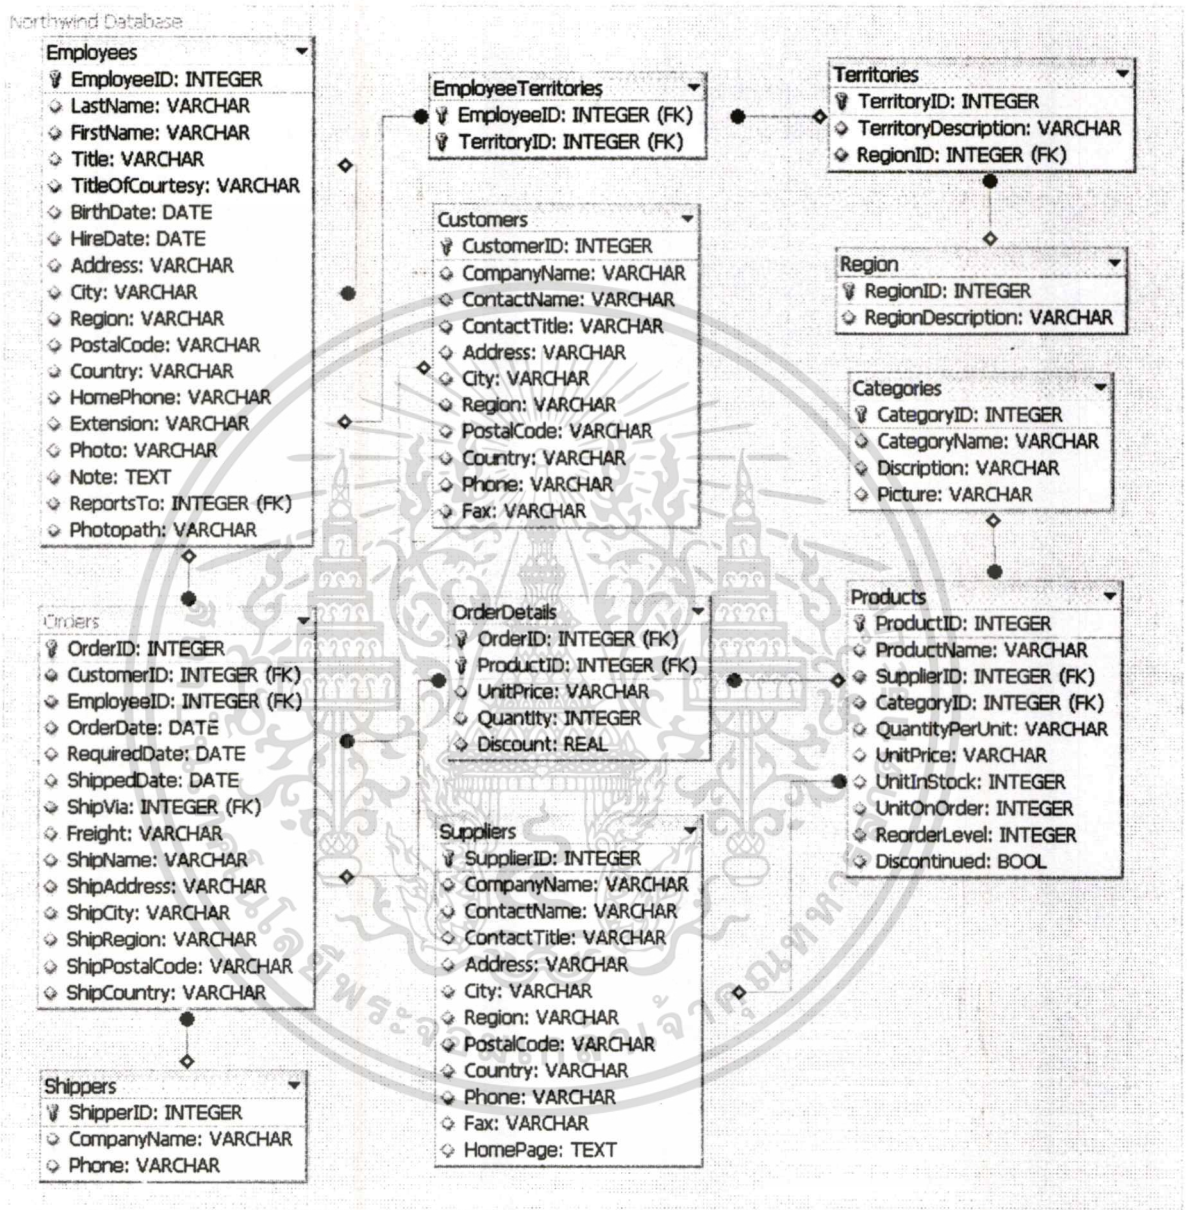 Northwind Database
Employees
EmployeeID: INTEGER
LastName: VARCHAR
FirstName: VARCHAR
Title: VARCHAR
TitleOfCourtesy: VARCHAR
BirthDate: DATE
HireDate: DATE
Address: VARCHAR
City: VARCHAR
Region: VARCHAR
PostalCode: VARCHAR
Country: VARCHAR
HomePhone: VARCHAR
Extension: VARCHAR
Photo: VARCHAR
Note: TEXT
ReportsTo: INTEGER (FK)
Photopath: VARCHAR
EmployeeTerritories
EmployeeID: INTEGER (FK)
TerritoryID: INTEGER (FK)
Territories
TerritoryID: INTEGER
TerritoryDescription: VARCHAR
RegionID: INTEGER (FK)
Customers
CustomerID: INTEGER
CompanyName: VARCHAR
ContactName: VARCHAR
ContactTitle: VARCHAR
Address: VARCHAR
City: VARCHAR
Region: VARCHAR
PostalCode: VARCHAR
Country: VARCHAR
Phone: VARCHAR
Fax: VARCHAR
Region
RegionID: INTEGER
RegionDescription: VARCHAR
Categories
CategoryID: INTEGER
CategoryName: VARCHAR
Discription: VARCHAR
Picture: VARCHAR
Orders
OrderID: INTEGER
CustomerID: INTEGER (FK)
EmployeeID: INTEGER (FK)
OrderDate: DATE
RequiredDate: DATE
ShippedDate: DATE
ShipVia: INTEGER (FK)
Freight: VARCHAR
ShipName: VARCHAR
ShipAddress: VARCHAR
ShipCity: VARCHAR
ShipRegion: VARCHAR
ShipPostalCode: VARCHAR
ShipCountry: VARCHAR
OrderDetails
OrderID: INTEGER (FK)
ProductID: INTEGER (FK)
UnitPrice: VARCHAR
Quantity: INTEGER
Discount: REAL
Products
ProductID: INTEGER
ProductName: VARCHAR
SupplierID: INTEGER (FK)
CategoryID: INTEGER (FK)
QuantityPerUnit: VARCHAR
UnitPrice: VARCHAR
UnitInStock: INTEGER
UnitOnOrder: INTEGER
ReorderLevel: INTEGER
Discontinued: BOOL
Suppliers
SupplierID: INTEGER
CompanyName: VARCHAR
ContactName: VARCHAR
ContactTitle: VARCHAR
Address: VARCHAR
City: VARCHAR
Region: VARCHAR
PostalCode: VARCHAR
Country: VARCHAR
Phone: VARCHAR
Fax: VARCHAR
HomePage: TEXT
Shippers
ShipperID: INTEGER
CompanyName: VARCHAR
Phone: VARCHAR